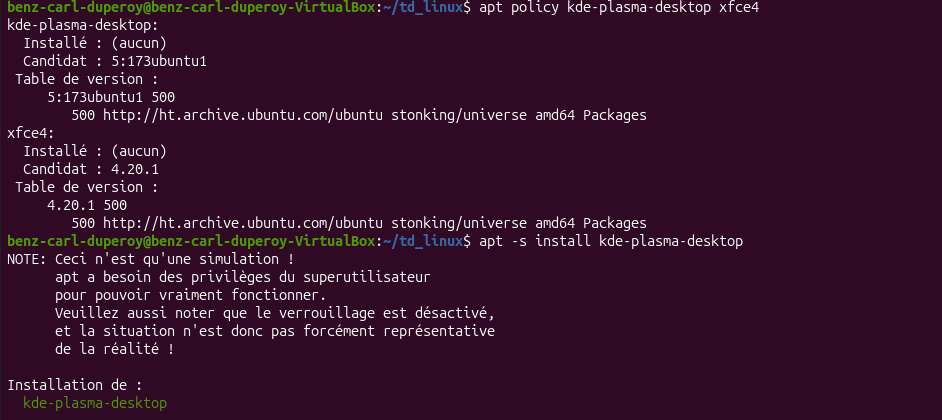 benz-carl-duperoy@benz-carl-duperoy-VirtualBox:~/td_linux$ apt policy kde-plasma-desktop xfce4
kde-plasma-desktop:
  Installé : (aucun)
  Candidat : 5:173ubuntu1
 Table de version :
     5:173ubuntu1 500
        500 http://ht.archive.ubuntu.com/ubuntu stonking/universe amd64 Packages
xfce4:
  Installé : (aucun)
  Candidat : 4.20.1
 Table de version :
     4.20.1 500
        500 http://ht.archive.ubuntu.com/ubuntu stonking/universe amd64 Packages
benz-carl-duperoy@benz-carl-duperoy-VirtualBox:~/td_linux$ apt -s install kde-plasma-desktop
NOTE: Ceci n'est qu'une simulation !
      apt a besoin des privilèges du superutilisateur
      pour pouvoir vraiment fonctionner.
      Veuillez aussi noter que le verrouillage est désactivé,
      et la situation n'est donc pas forcément représentative
      de la réalité !

Installation de :
  kde-plasma-desktop